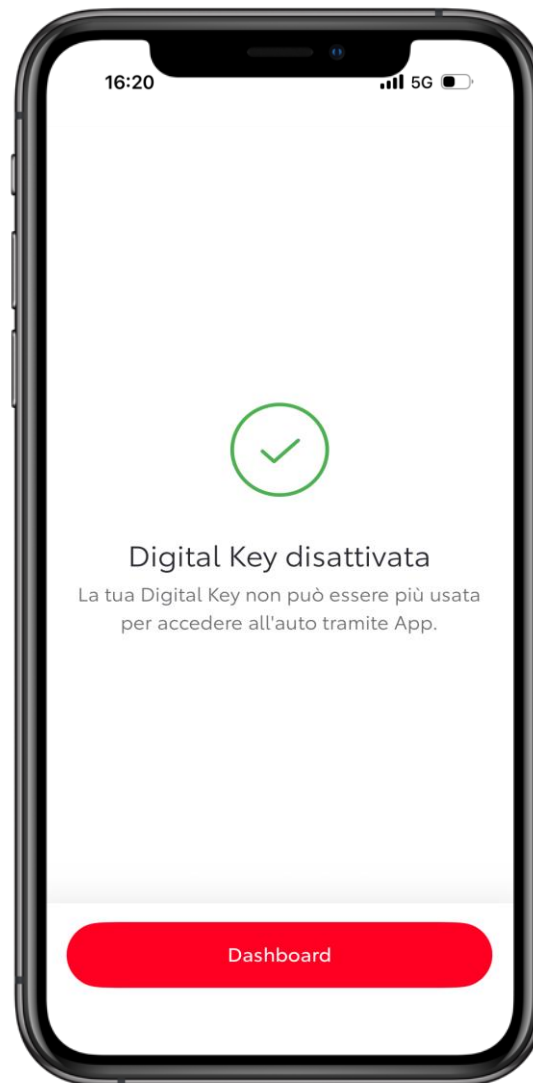 16:20 5G
Digital Key disattivata
La tua Digital Key non può essere più usata
per accedere all'auto tramite App.
Dashboard